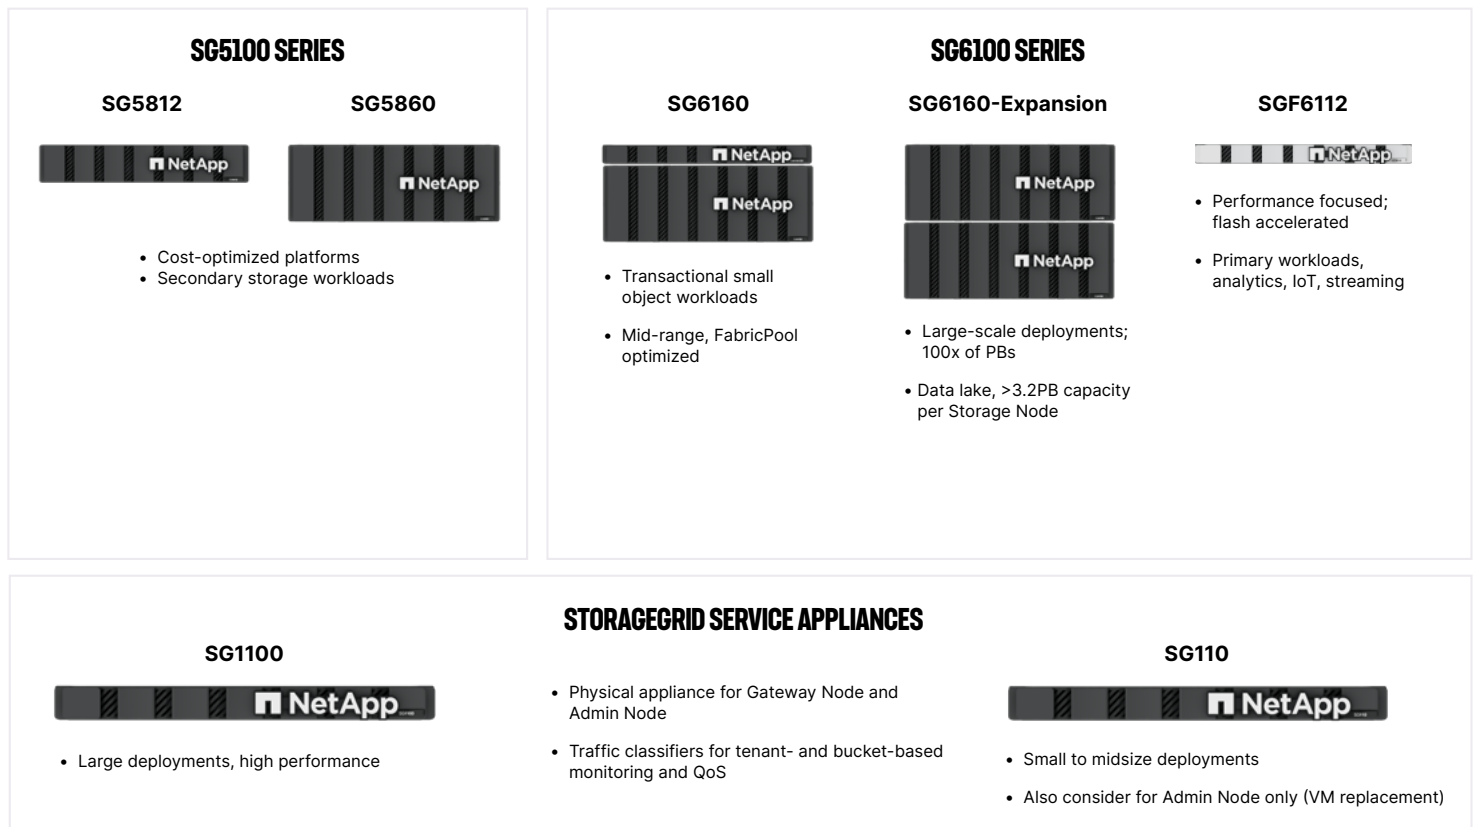 SG5100 SERIES
SG5812
SG5860
NetApp
NetApp
• Cost-optimized platforms
• Secondary storage workloads
SG6100 SERIES
SG6160
NetApp
NetApp
• Transactional small
object workloads
• Mid-range, FabricPool
optimized
SG6160-Expansion
NetApp
NetApp
• Large-scale deployments;
100x of PBs
• Data lake, >3.2PB capacity
per Storage Node
SGF6112
NetApp
• Performance focused;
flash accelerated
• Primary workloads,
analytics, IoT, streaming
STORAGEGRID SERVICE APPLIANCES
SG1100
NetApp
• Large deployments, high performance
• Physical appliance for Gateway Node and
Admin Node
• Traffic classifiers for tenant- and bucket-based
monitoring and QoS
SG110
NetApp
• Small to midsize deployments
• Also consider for Admin Node only (VM replacement)